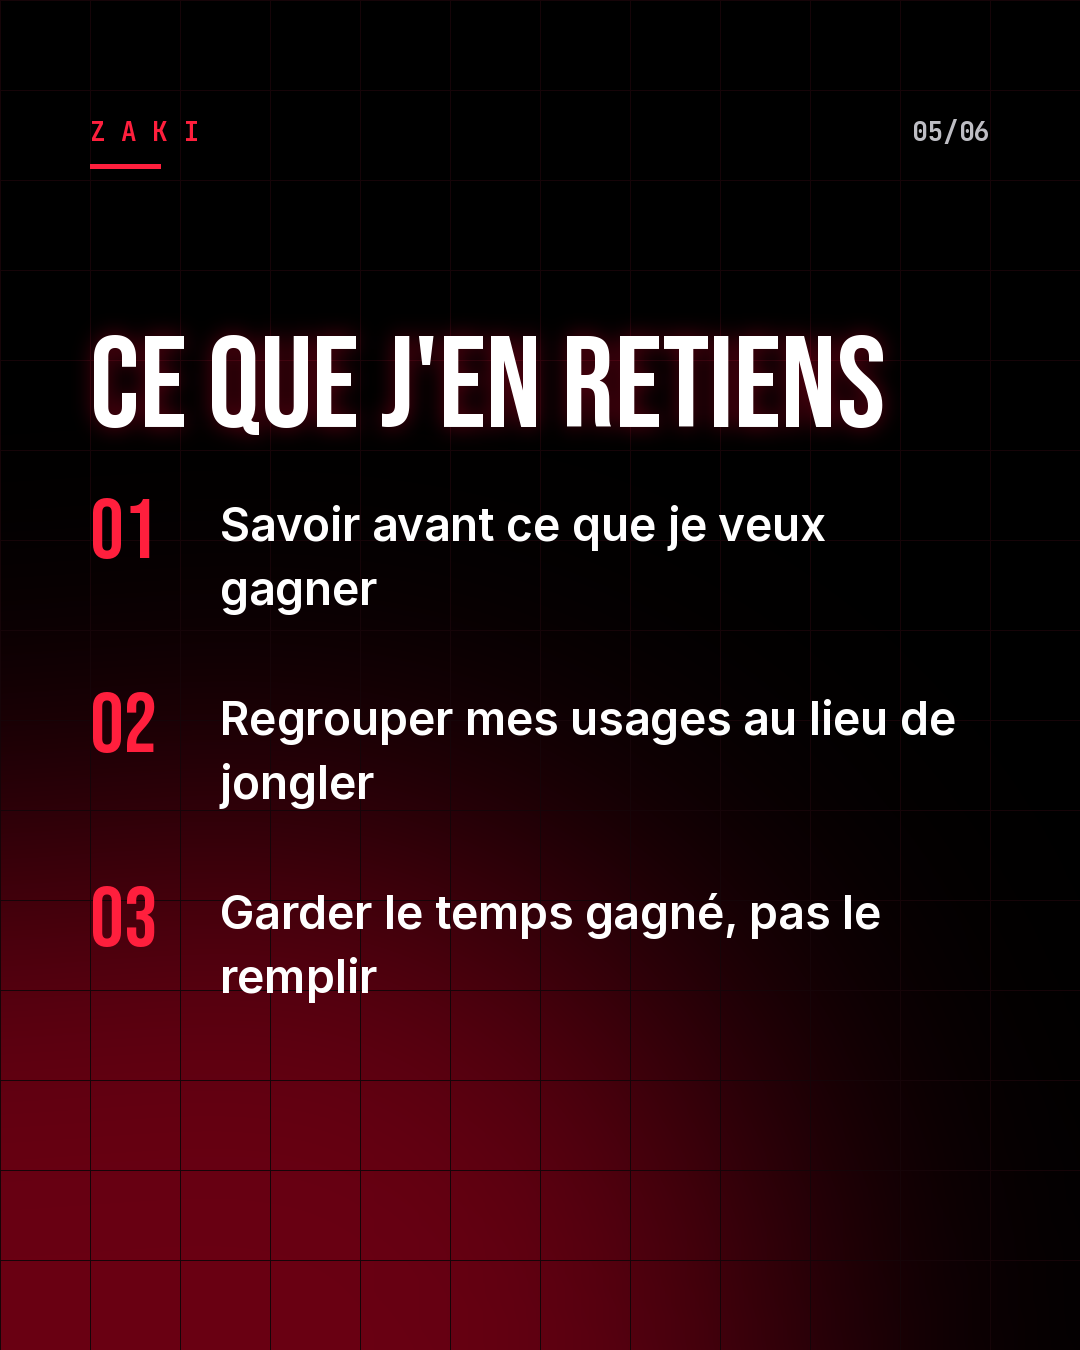 ZAKI
05/06
CE QUE J'EN RETIENS
01 Savoir avant ce que je veux
gagner
02 Regrouper mes usages au lieu de
jongler
03 Garder le temps gagné, pas le
remplir